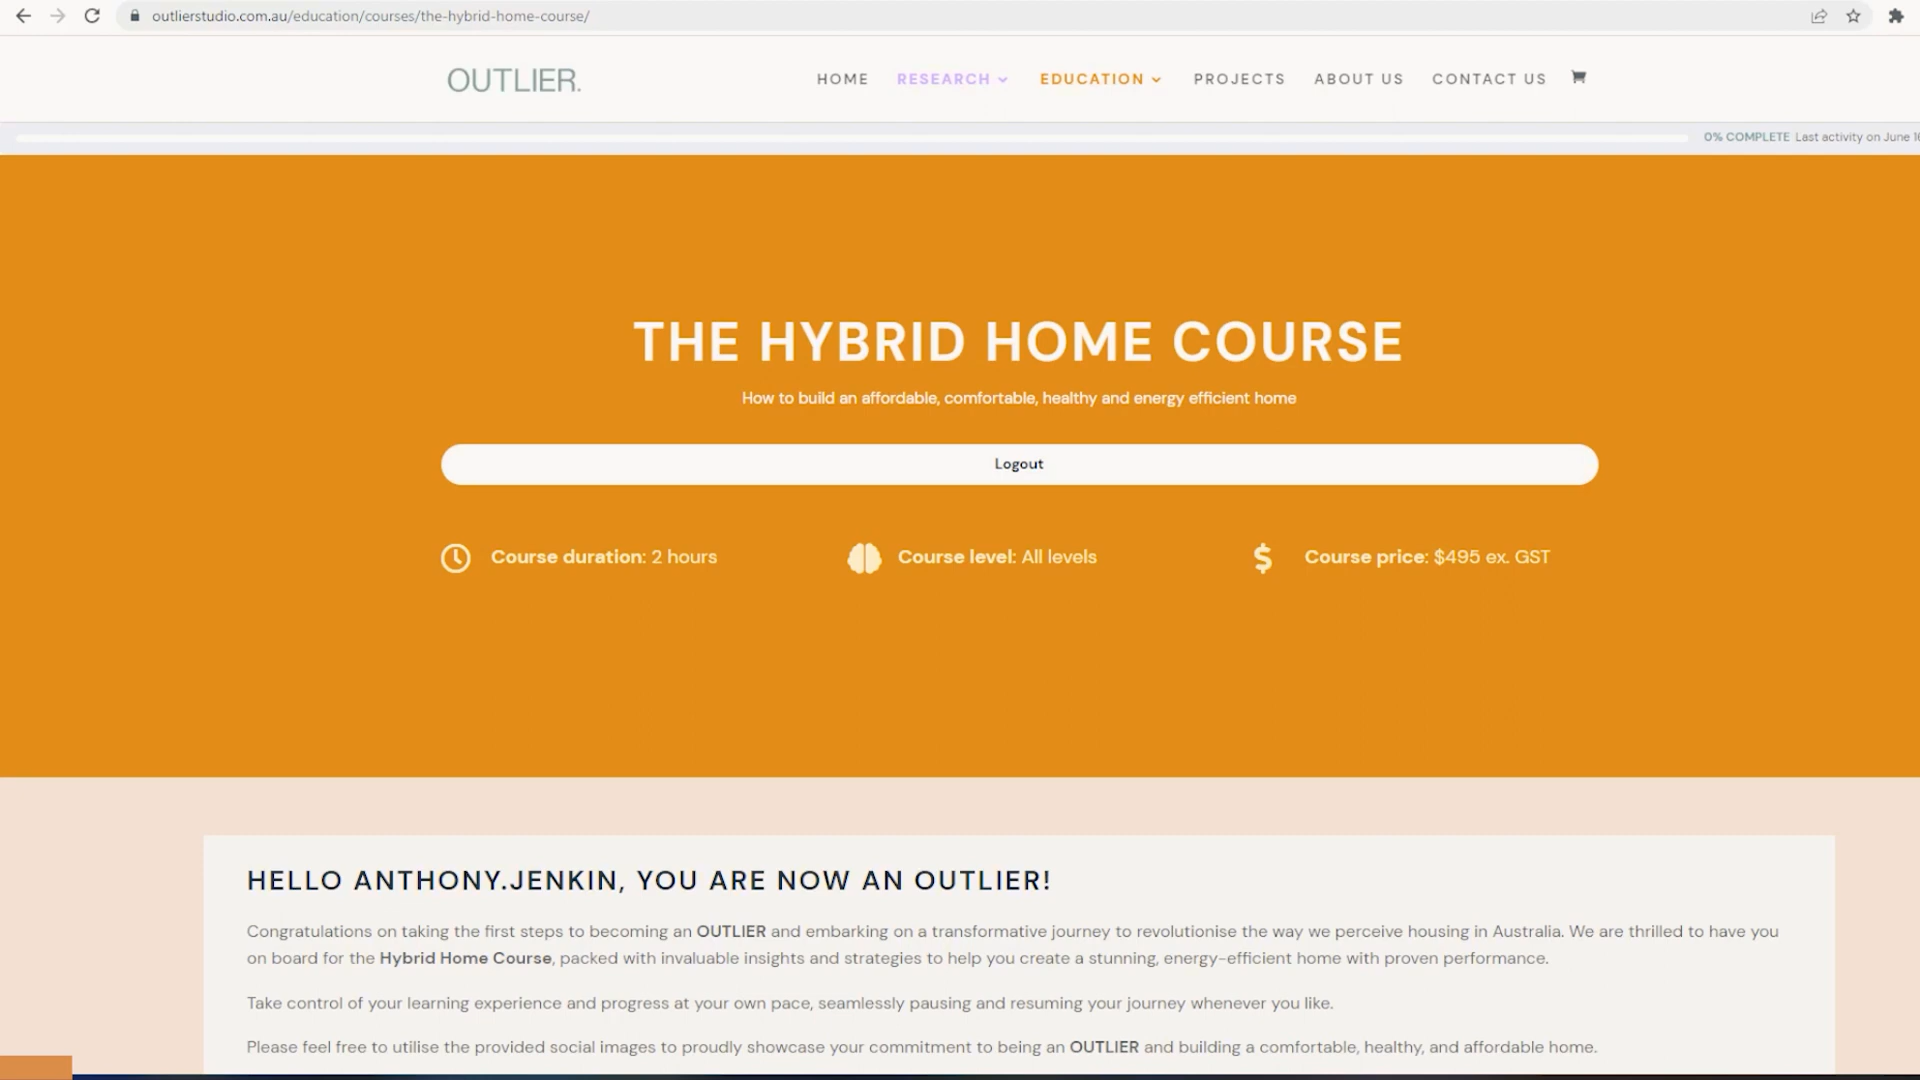 outlierstudio.com.au/education/courses/the-hybrid-home-course/
OUTLIER.
HOME RESEARCH EDUCATION PROJECTS ABOUT US CONTACT US
0% COMPLETE Last activity on June
THE HYBRID HOME COURSE
How to build an affordable, comfortable, healthy and energy efficient home
Logout
Course duration: 2 hours
Course level: All levels
Course price: $495 ex. GST
HELLO ANTHONY.JENKIN, YOU ARE NOW AN OUTLIER!
Congratulations on taking the first steps to becoming an OUTLIER and embarking on a transformative journey to revolutionise the way we perceive housing in Australia. We are thrilled to have you
on board for the Hybrid Home Course, packed with invaluable insights and strategies to help you create a stunning, energy-efficient home with proven performance.
Take control of your learning experience and progress at your own pace, seamlessly pausing and resuming your journey whenever you like.
Please feel free to utilise the provided social images to proudly showcase your commitment to being an OUTLIER and building a comfortable, healthy, and affordable home.